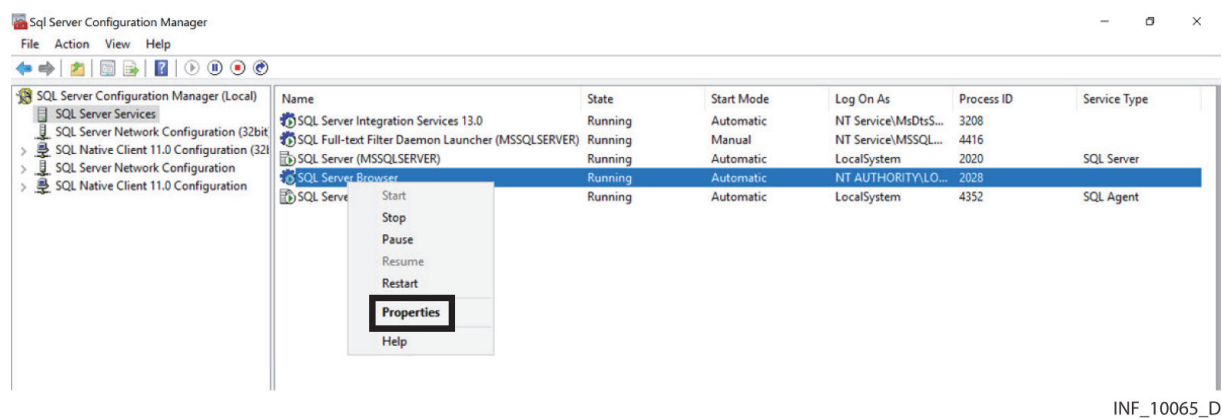 Sql Server Configuration Manager
File Action View Help
SQL Server Configuration Manager (Local)
SQL Server Services
SQL Server Network Configuration (32bit
SQL Native Client 11.0 Configuration (32b
SQL Server Network Configuration
SQL Native Client 11.0 Configuration
Name State Start Mode Log On As Process ID Service Type
SQL Server Integration Services 13.0 Running Automatic NT Service\MsDtsS... 3208
SQL Full-text Filter Daemon Launcher (MSSQLSERVER) Running Manual NT Service\MSSQL... 4416
SQL Server (MSSQLSERVER) Running Automatic LocalSystem 2020 SQL Server
SQL Server Browser Running Automatic NT AUTHORITY\LO... 2028
SQL Serve Running Automatic LocalSystem 4352 SQL Agent
Start
Stop
Pause
Resume
Restart
Properties
Help
INF_10065_D